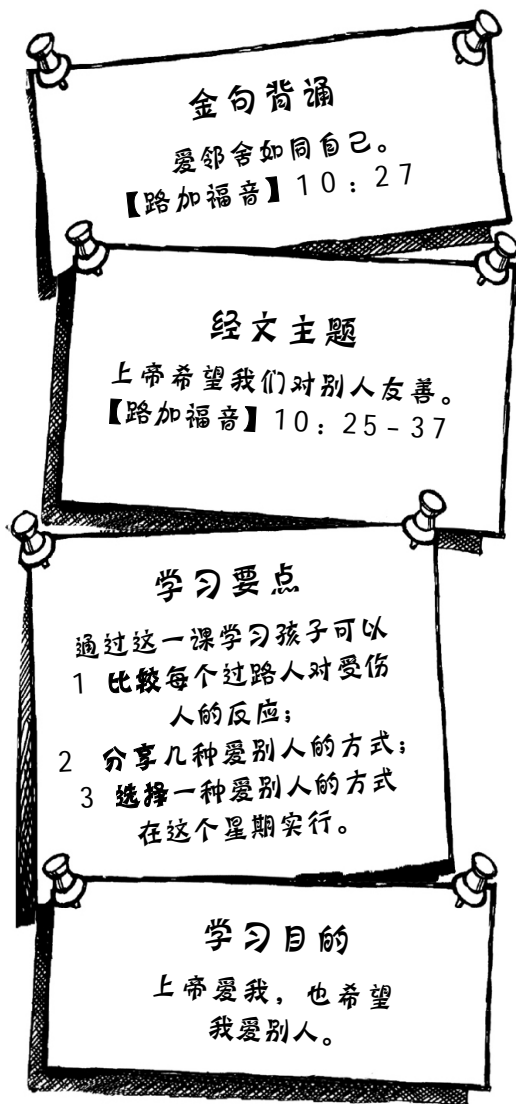 金句背诵
爱邻舍如同自己。
【路加福音】10：27
经文主题
上帝希望我们对别人友善。
【路加福音】10：25-37
学习要点
通过这一课学习孩子可以
1 比较每个过路人对受伤
人的反应；
2 分享几种爱别人的方式；
3 选择一种爱别人的方式
在这个星期实行。
学习目的
上帝爱我，也希望
我爱别人。